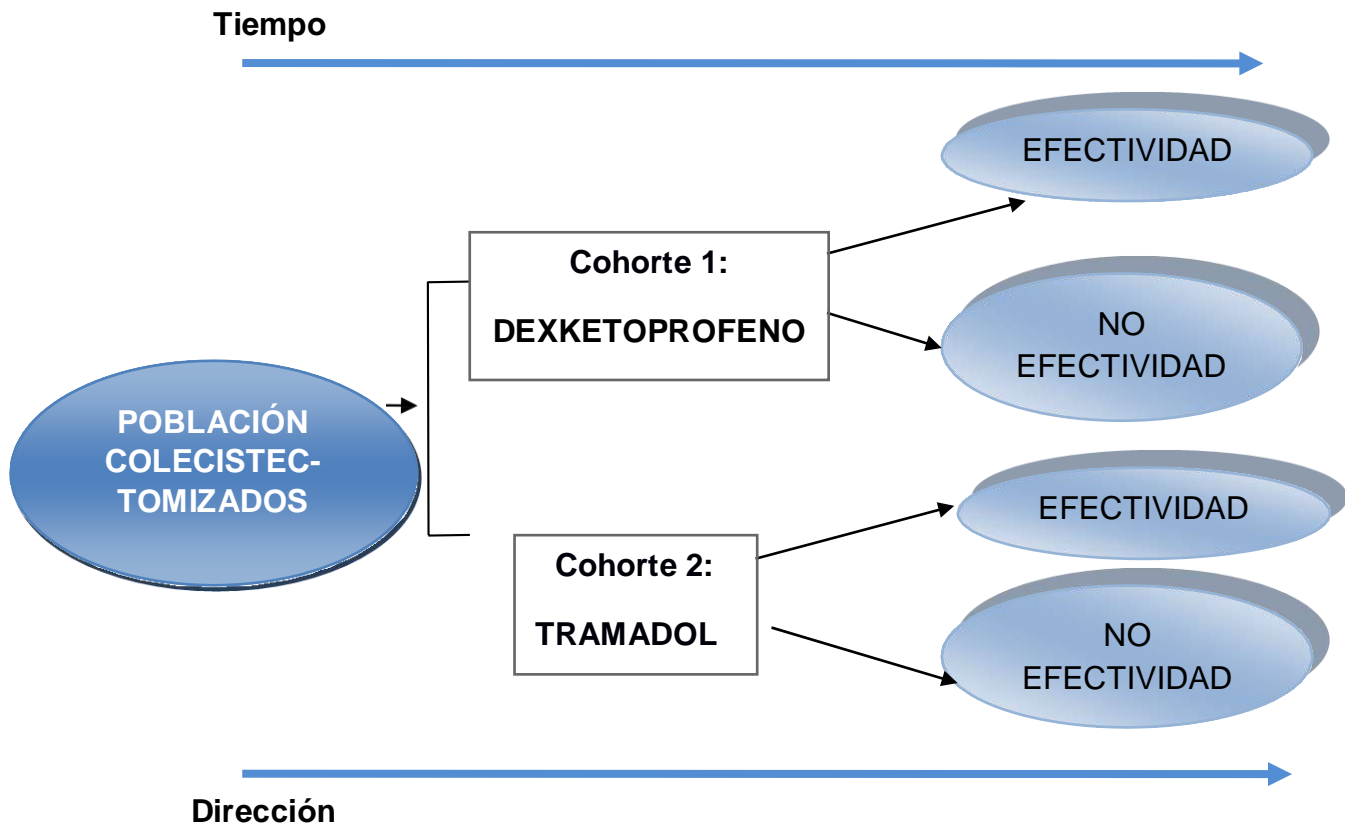 Tiempo
EFECTIVIDAD
Cohorte 1:
DEXKETOPROFENO
NO
EFECTIVIDAD
POBLACIÓN
COLECISTEC-
TOMIZADOS
EFECTIVIDAD
Cohorte 2:
TRAMADOL
NO
EFECTIVIDAD
Dirección